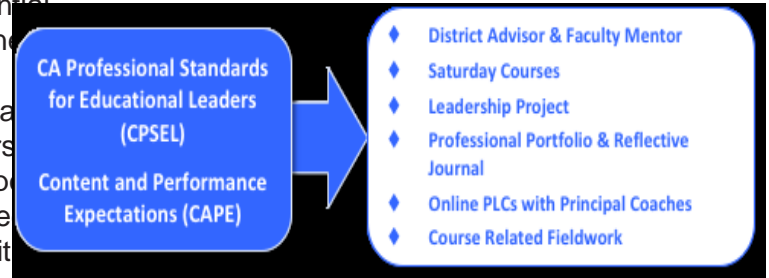 CA Professional Standards
for Educational Leaders
(CPSEL)
Content and Performance
Expectations (CAPE)
District Advisor & Faculty Mentor
Saturday Courses
Leadership Project
Professional Portfolio & Reflective
Journal
Online PLCs with Principal Coaches
Course Related Fieldwork